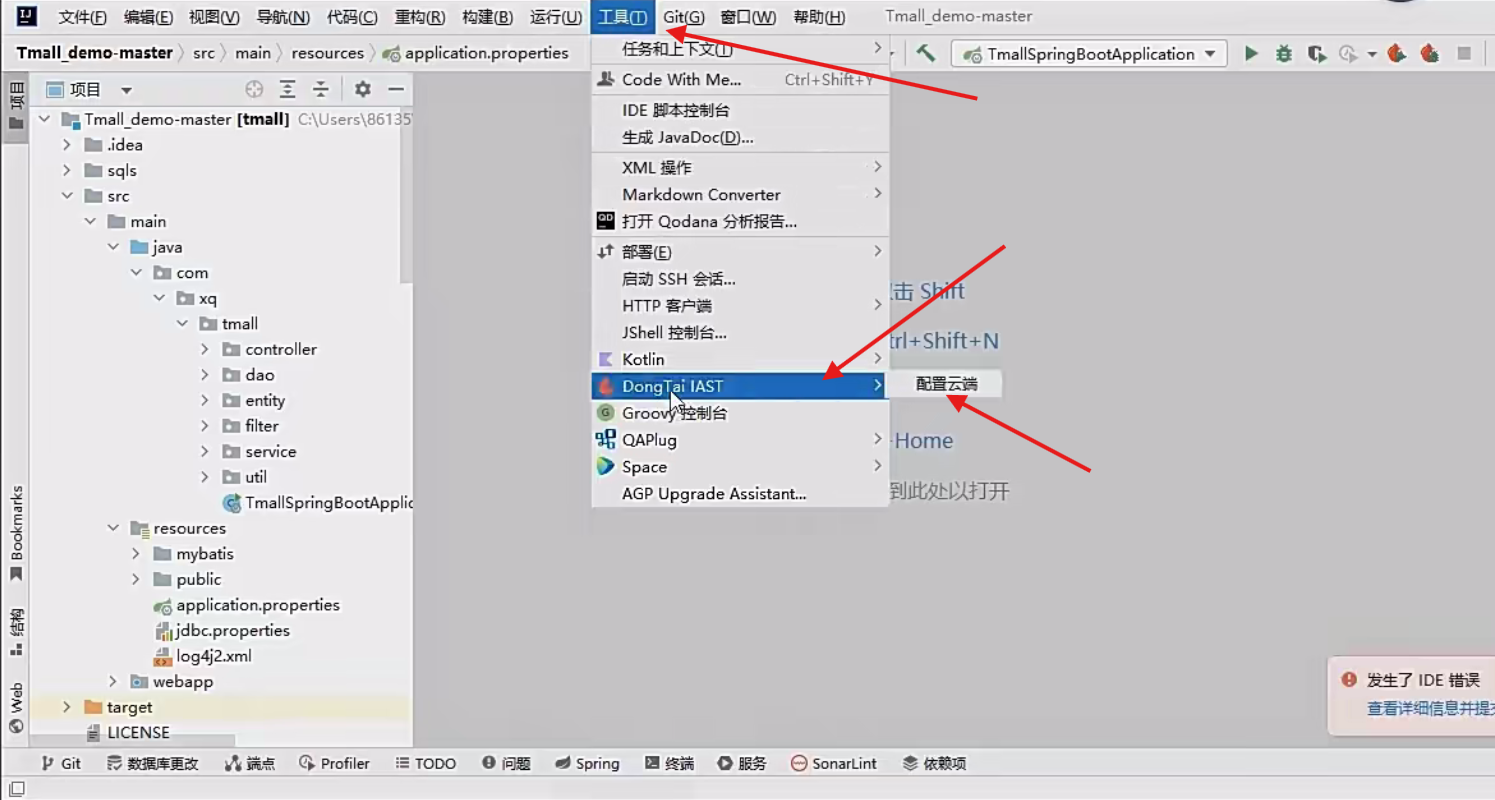 文件(F) 编辑(E) 视图(V) 导航(N) 代码(C) 重构(R) 构建(B) 运行(U) 工具(T) Git(G) 窗口(W) 帮助(H) Tmall_demo-master
Tmall_demo-master src main resources application.properties
TmallSpringBootApplication
项目
项目
Tmall_demo-master [tmall] C:\Users\86135
.idea
sqls
src
main
java
com
xq
tmall
controller
dao
entity
filter
service
util
TmallSpringBootApplic
resources
mybatis
public
application.properties
jdbc.properties
log4j2.xml
webapp
target
LICENSE
Bookmarks
结构
Web
任务和上下文(T)
Code With Me... Ctrl+Shift+Y
IDE 脚本控制台
生成 JavaDoc(D)...
XML 操作
Markdown Converter
打开 Qodana 分析报告...
部署(E)
启动 SSH 会话...
HTTP 客户端
JShell 控制台...
Kotlin
DongTai IAST
Groovy 控制台
QAPlug
Space
AGP Upgrade Assistant...
配置云端
击 Shift
trl+Shift+N
Home
到此处以打开
发生了 IDE 错误
查看详细信息并提
Git 数据库更改 端点 Profiler TODO 问题 Spring 终端 服务 SonarLint 依赖项